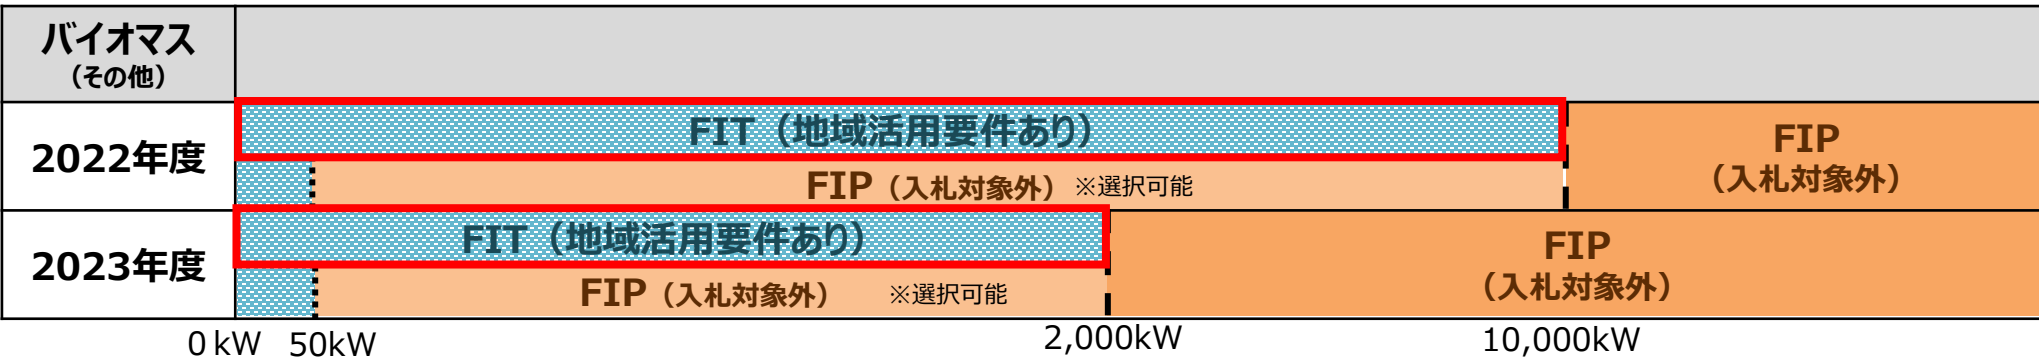 バイオマス
（その他）
2022年度
FIT（地域活用要件あり）
FIP（入札対象外）※選択可能
FIP
（入札対象外）
2023年度
FIT（地域活用要件あり）
FIP（入札対象外） ※選択可能
FIP
（入札対象外）
0 kW 50kW 2,000kW 10,000kW